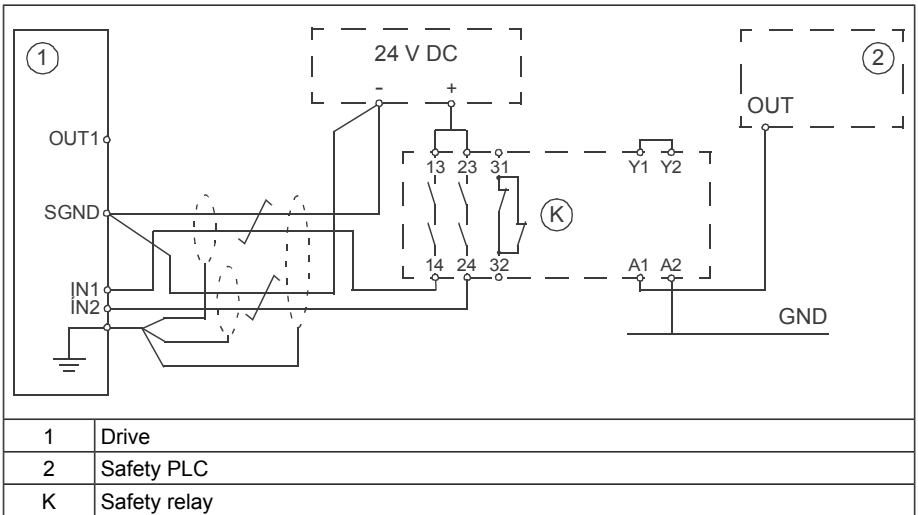 1
24 V DC
2
- +
OUT
OUT1
13 23 31 Y1 Y2
SGND
K
14 24 32 A1 A2
IN1
IN2
GND
1 Drive
2 Safety PLC
K Safety relay